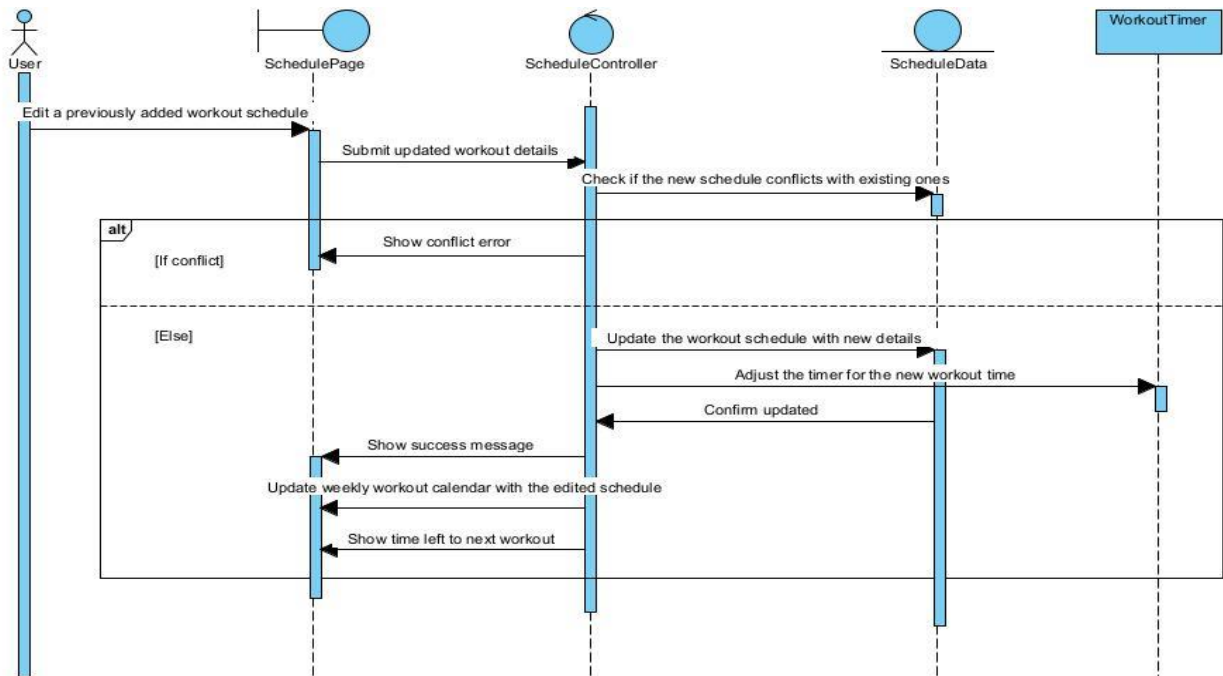 User
SchedulePage
ScheduleController
ScheduleData
WorkoutTimer
Edit a previously added workout schedule
Submit updated workout details
Check if the new schedule conflicts with existing ones
alt
Show conflict error
[If conflict]
[Else]
Update the workout schedule with new details
Adjust the timer for the new workout time
Confirm updated
Show success message
Update weekly workout calendar with the edited schedule
Show time left to next workout